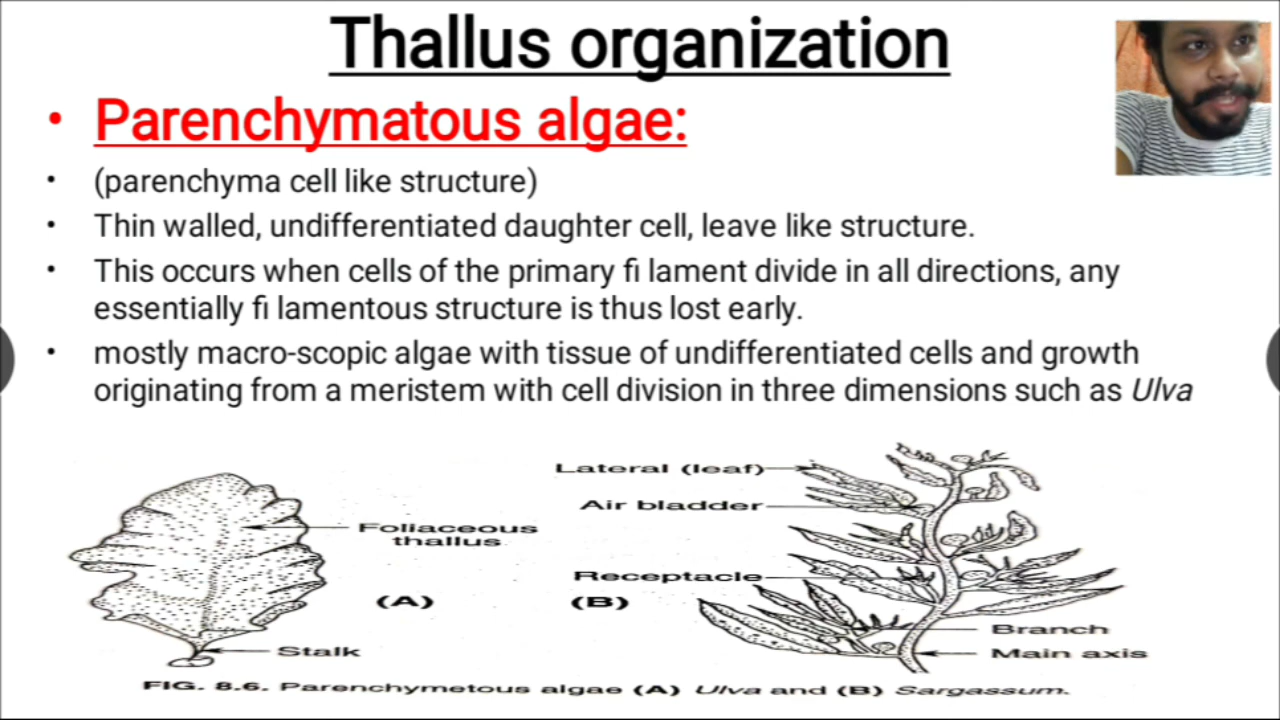 Thallus organization
• Parenchymatous algae:
• (parenchyma cell like structure)
• Thin walled, undifferentiated daughter cell, leave like structure.
• This occurs when cells of the primary fi lament divide in all directions, any
essentially fi lamentous structure is thus lost early.
• mostly macro-scopic algae with tissue of undifferentiated cells and growth
originating from a meristem with cell division in three dimensions such as Ulva
Lateral (leaf)
Air bladder
Foliaceous
thallus
Receptacle
(A)
(B)
Branch
Stalk
Main axis
FIG. 8.6. Parenchymetous algae (A) Ulva and (B) Sargassum.